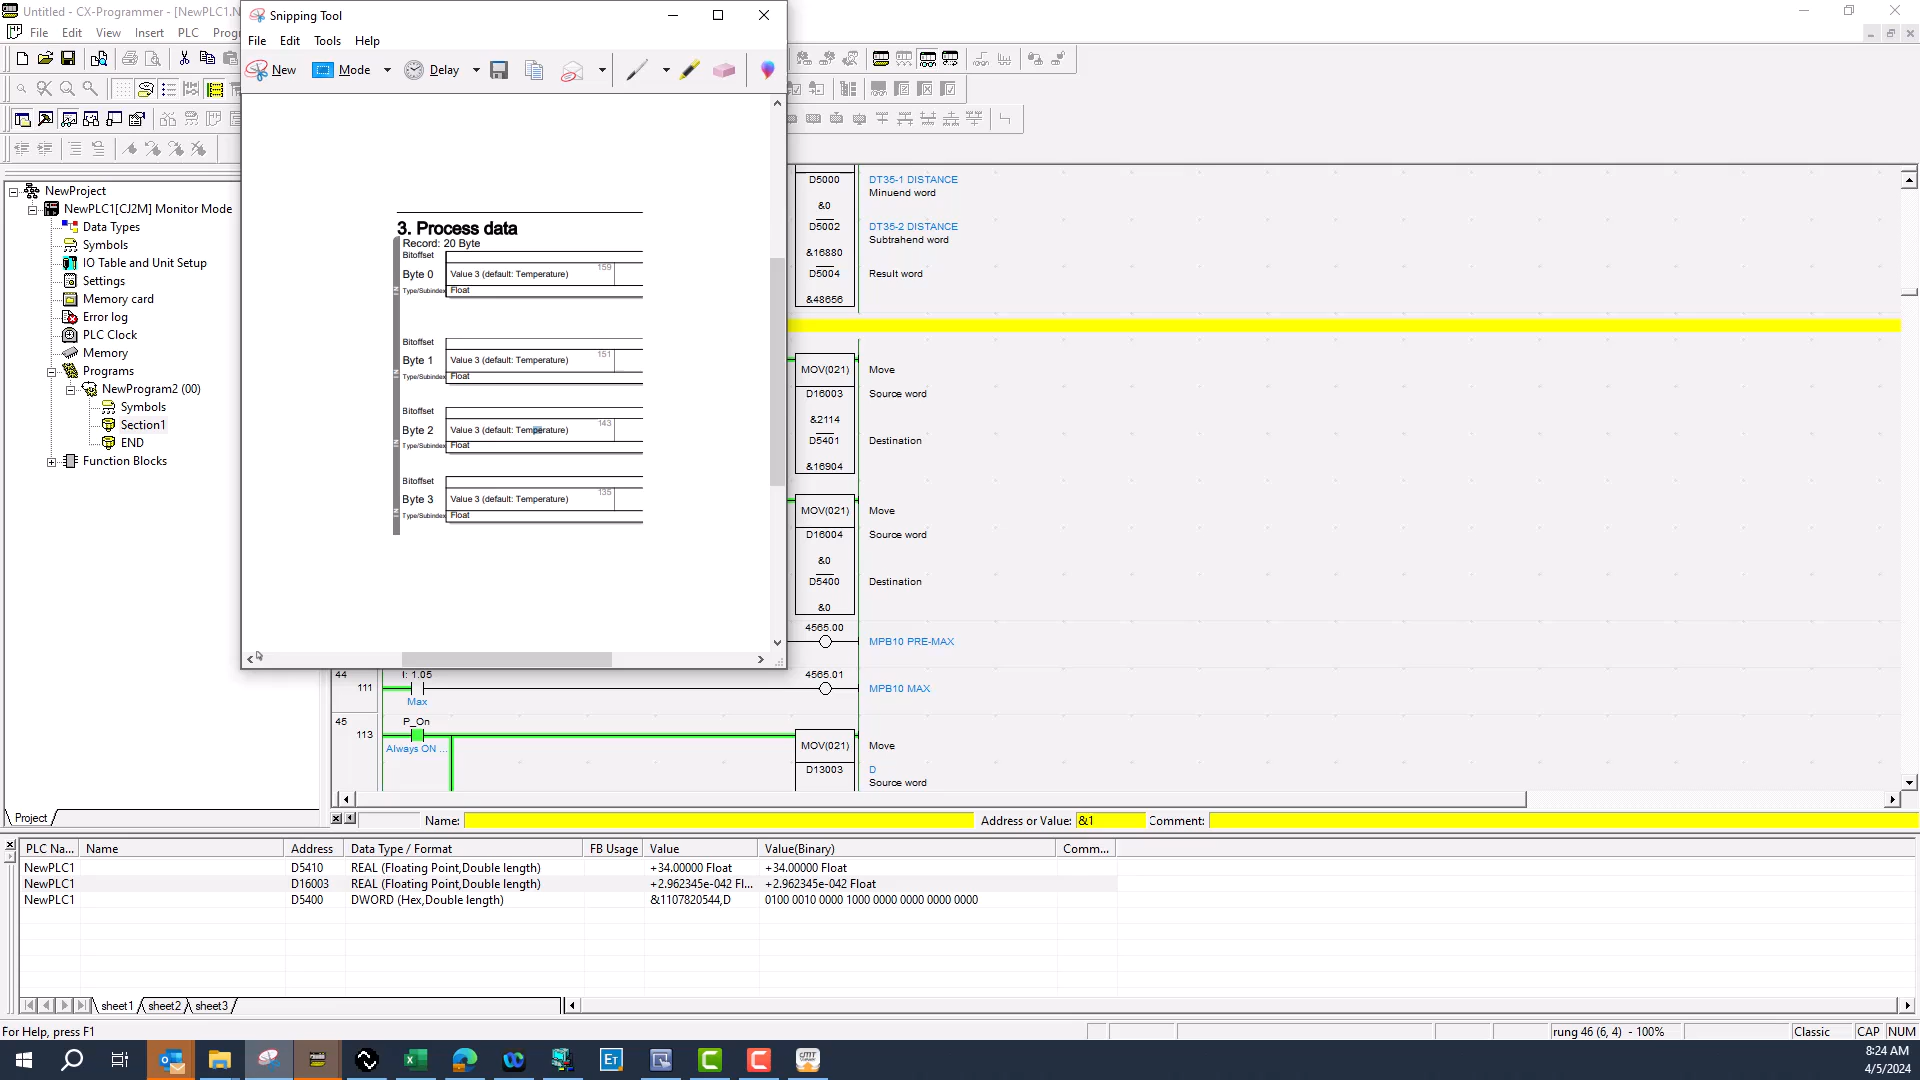 Untitled - CX-Programmer - [NewPLC1.N
Snipping Tool
File Edit View Insert PLC Progr
File Edit Tools Help
New Mode Delay
NewProject
NewPLC1[CJ2M] Monitor Mode
Data Types
Symbols
IO Table and Unit Setup
Settings
Memory card
Error log
PLC Clock
Memory
Programs
NewProgram2 (00)
Symbols
Section1
END
Function Blocks
Project
3. Process data
Record: 20 Byte
Bitoffset
Byte 0 Value 3 (default: Temperature) 159
Type/Subindex Float
Bitoffset
Byte 1 Value 3 (default: Temperature) 151
Type/Subindex Float
Bitoffset
Byte 2 Value 3 (default: Temperature) 143
Type/Subindex Float
Bitoffset
Byte 3 Value 3 (default: Temperature) 135
Type/Subindex Float
D5000 DT35-1 DISTANCE
Minuend word
&0
D5002 DT35-2 DISTANCE
Subtrahend word
&16880
D5004 Result word
&48656
MOV(021) Move
D16003 Source word
&2114
D5401 Destination
&16904
MOV(021) Move
D16004 Source word
&0
D5400 Destination
&0
4565.00
MPB10 PRE-MAX
44 I: 1.05 4565.01
111 MPB10 MAX
Max
45 P_On
113
Always ON ...
MOV(021) Move
D13003 D
Source word
Name: Address or Value: &1 Comment:
PLC Na... Name Address Data Type / Format FB Usage Value Value(Binary) Comm...
NewPLC1 D5410 REAL (Floating Point,Double length) +34.00000 Float +34.00000 Float
NewPLC1 D16003 REAL (Floating Point,Double length) +2.962345e-042 Fl... +2.962345e-042 Float
NewPLC1 D5400 DWORD (Hex,Double length) &1107820544,D 0100 0010 0000 1000 0000 0000 0000 0000
sheet1 sheet2 sheet3
For Help, press F1 rung 46 (6, 4) - 100% Classic CAP NUM
8:24 AM
4/5/2024